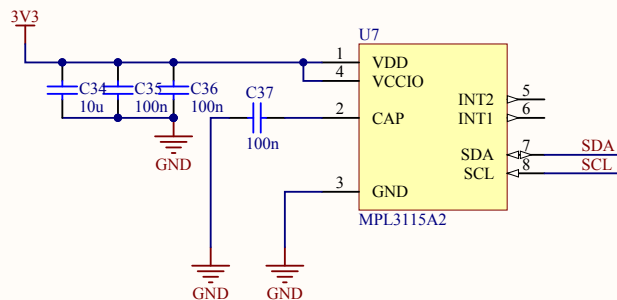 3V3
U7
1 VDD
4 VCCIO
C34 C35 C36
10u 100n 100n
C37
100n
2 CAP
INT2 5
INT1 6
SDA 7 SDA
SCL 8 SCL
3 GND
GND
MPL3115A2
GND GND